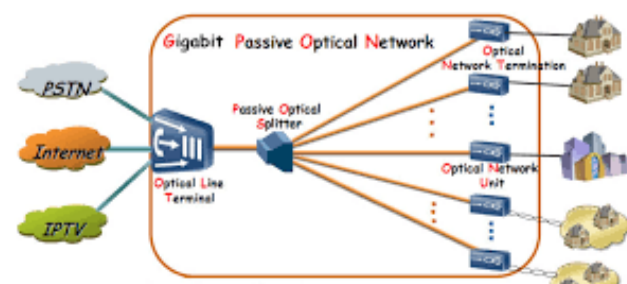 Gigabit Passive Optical Network
PSTN
Internet
IPTV
Optical Line
Terminal
Passive Optical
Splitter
Optical
Network Termination
Optical Network
Unit